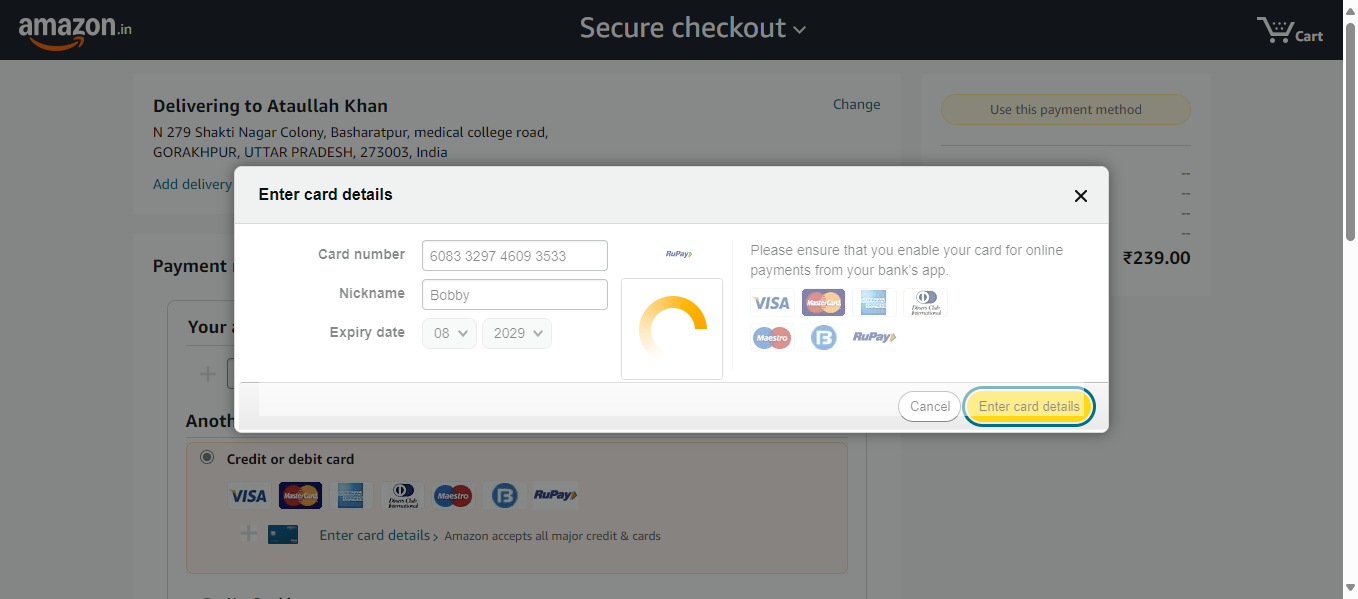 amazon.in
Secure checkout
Cart
Delivering to Ataullah Khan
Change
N 279 Shakti Nagar Colony, Basharatpur, medical college road,
GORAKHPUR, UTTAR PRADESH, 273003, India
Add delivery
Use this payment method
--
--
--
--
₹239.00
Enter card details
Card number 6083 3297 4609 3533
RuPay
Nickname Bobby
Expiry date 08 2029
Please ensure that you enable your card for online
payments from your bank's app.
VISA MasterCard AMERICAN EXPRESS Diners Club International
Maestro B RuPay
Cancel Enter card details
Payment
Your
Anoth
Credit or debit card
VISA MasterCard AMERICAN EXPRESS Diners Club International Maestro B RuPay
Enter card details Amazon accepts all major credit & cards